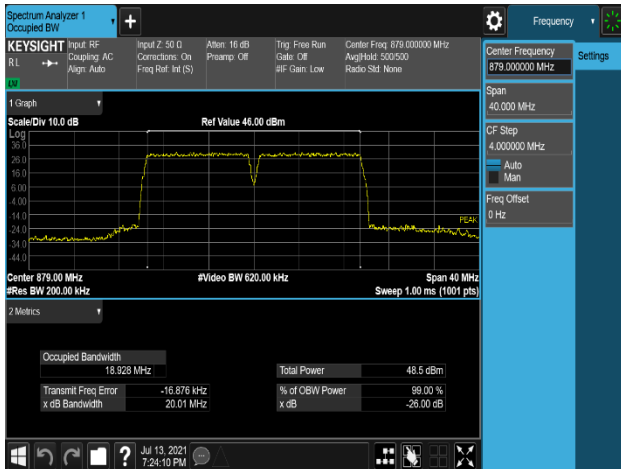 Spectrum Analyzer 1
Occupied BW
+
Frequency
KEYSIGHT
R L
Input: RF
Coupling: AC
Align: Auto
Input Z: 50 Ω
Corrections: On
Freq Ref: Int (S)
Atten: 16 dB
Preamp: Off
Trig: Free Run
Gate: Off
#IF Gain: Low
Center Freq: 879.000000 MHz
Avg|Hold: 500/500
Radio Std: None
Center Frequency
879.000000 MHz
Settings
Span
40.000 MHz
CF Step
4.000000 MHz
Auto
Man
Freq Offset
0 Hz
1 Graph
Scale/Div 10.0 dB
Ref Value 46.00 dBm
Log
36.0
26.0
16.0
6.00
-4.00
-14.0
-24.0
-34.0
-44.0
PEAK
Center 879.00 MHz
#Video BW 620.00 kHz
Span 40 MHz
#Res BW 200.00 kHz
Sweep 1.00 ms (1001 pts)
2 Metrics
Occupied Bandwidth
18.928 MHz
Total Power 48.5 dBm
Transmit Freq Error -16.876 kHz
% of OBW Power 99.00 %
x dB Bandwidth 20.01 MHz
x dB -26.00 dB
?
Jul 13, 2021
7:24:10 PM